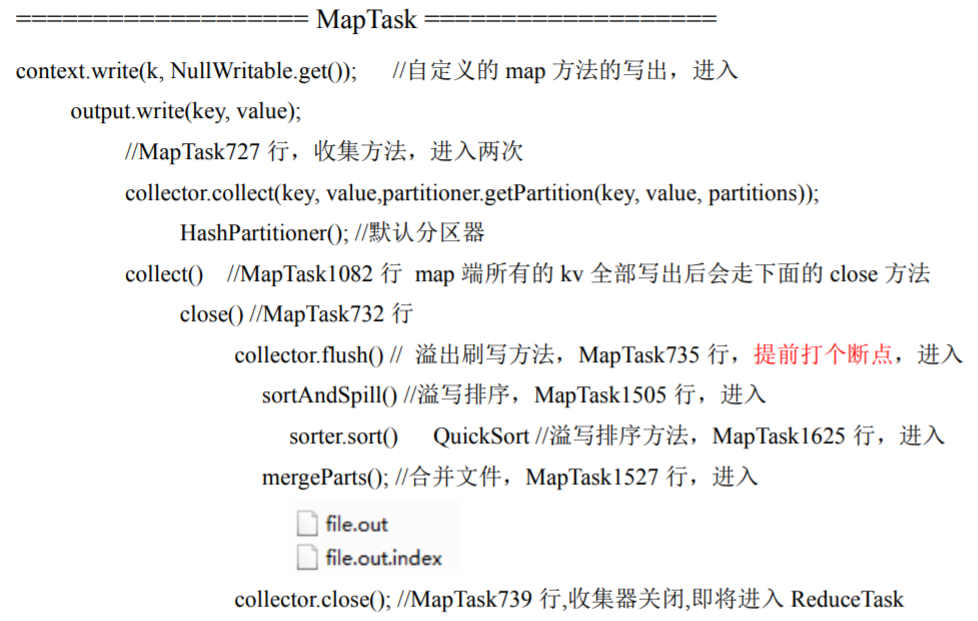 =================== MapTask ===================
context.write(k, NullWritable.get()); //自定义的 map 方法的写出，进入
output.write(key, value);
//MapTask727 行，收集方法，进入两次
collector.collect(key, value,partitioner.getPartition(key, value, partitions));
HashPartitioner(); //默认分区器
collect() //MapTask1082 行 map 端所有的 kv 全部写出后会走下面的 close 方法
close() //MapTask732 行
collector.flush() // 溢出刷写方法，MapTask735 行，提前打个断点，进入
sortAndSpill() //溢写排序，MapTask1505 行，进入
sorter.sort() QuickSort //溢写排序方法，MapTask1625 行，进入
mergeParts(); //合并文件，MapTask1527 行，进入
file.out
file.out.index
collector.close(); //MapTask739 行,收集器关闭,即将进入 ReduceTask